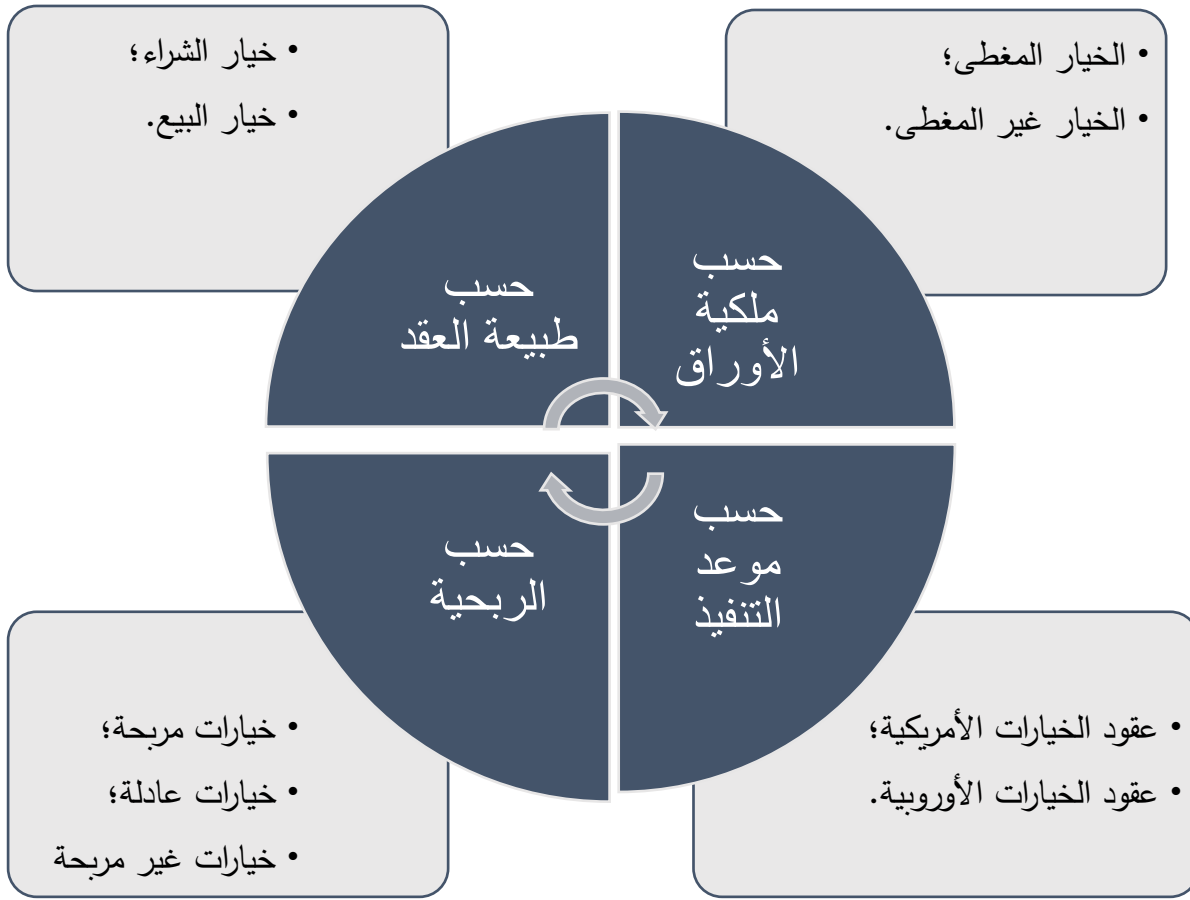 • الخيار المغطى؛
• الخيار غير المغطى.
• خيار الشراء؛
• خيار البيع.
حسب
ملكية
الأوراق
حسب
طبيعة العقد
حسب
موعد
التنفيذ
حسب
الربحية
• عقود الخيارات الأمريكية؛
• عقود الخيارات الأوروبية.
• خيارات مربحة؛
• خيارات عادلة؛
• خيارات غير مربحة